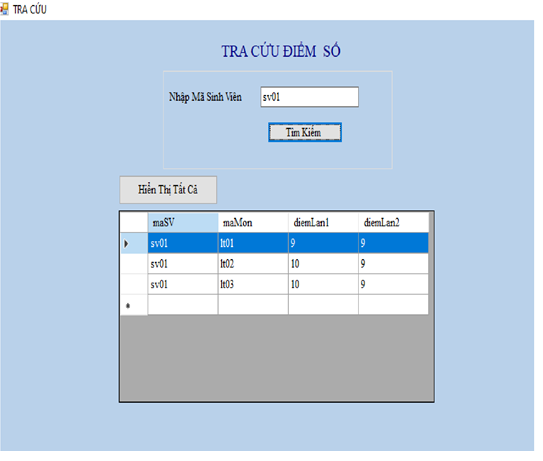 TRA CỨU
TRA CỨU ĐIỂM SỐ
Nhập Mã Sinh Viên sv01
Tìm Kiếm
Hiển Thị Tất Cả
maSV maMon diemLan1 diemLan2
sv01 lt01 9 9
sv01 lt02 10 9
sv01 lt03 10 9